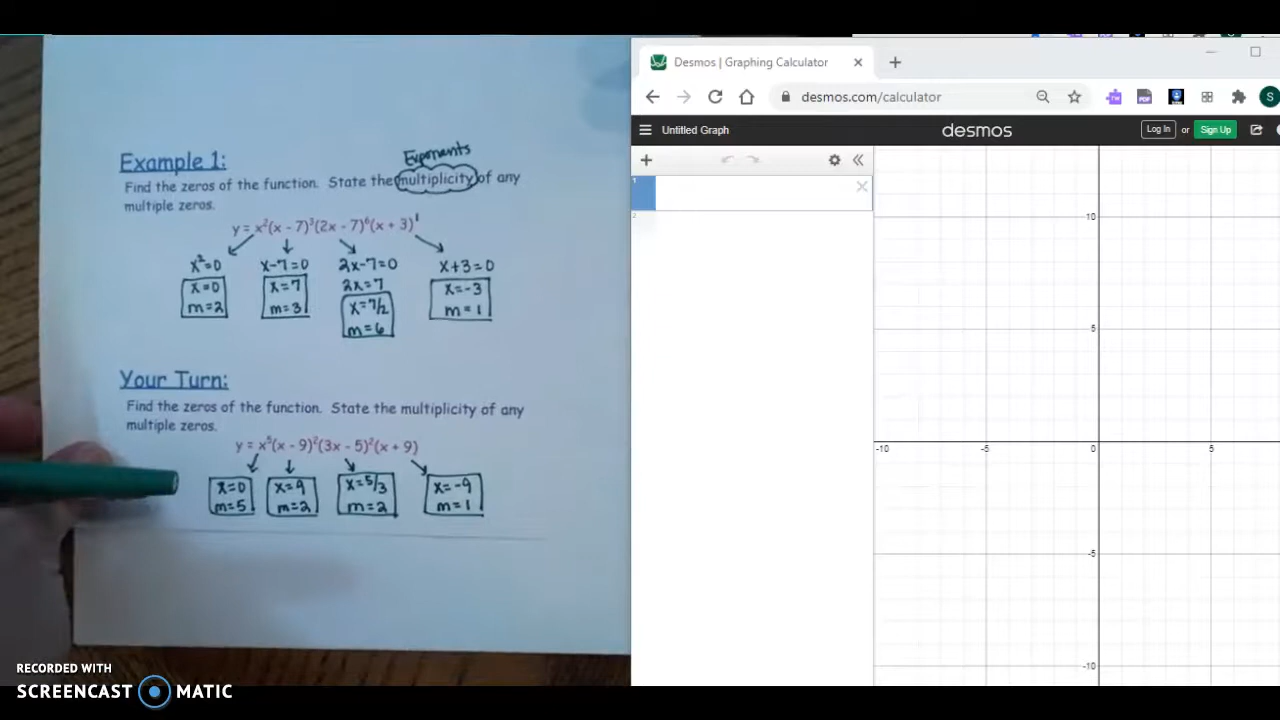 Exponents
Example 1:
Find the zeros of the function. State the multiplicity of any
multiple zeros.
y = x²(x - 7)³(2x - 7)⁶(x + 3)¹
x²=0 x-7=0 2x-7=0 x+3=0
x=0 x=7 2x=7 x=-3
m=2 m=3 x=7/2 m=1
m=6
Your Turn:
Find the zeros of the function. State the multiplicity of any
multiple zeros.
y = x⁵(x - 9)²(3x - 5)²(x + 9)
x=0 x=9 x=5/3 x=-9
m=5 m=2 m=2 m=1
RECORDED WITH
SCREENCAST MATIC
Desmos | Graphing Calculator
desmos.com/calculator
PDF
S
Untitled Graph
desmos
Log In or Sign Up
1
2
10
5
-10 -5 0 5
-5
-10